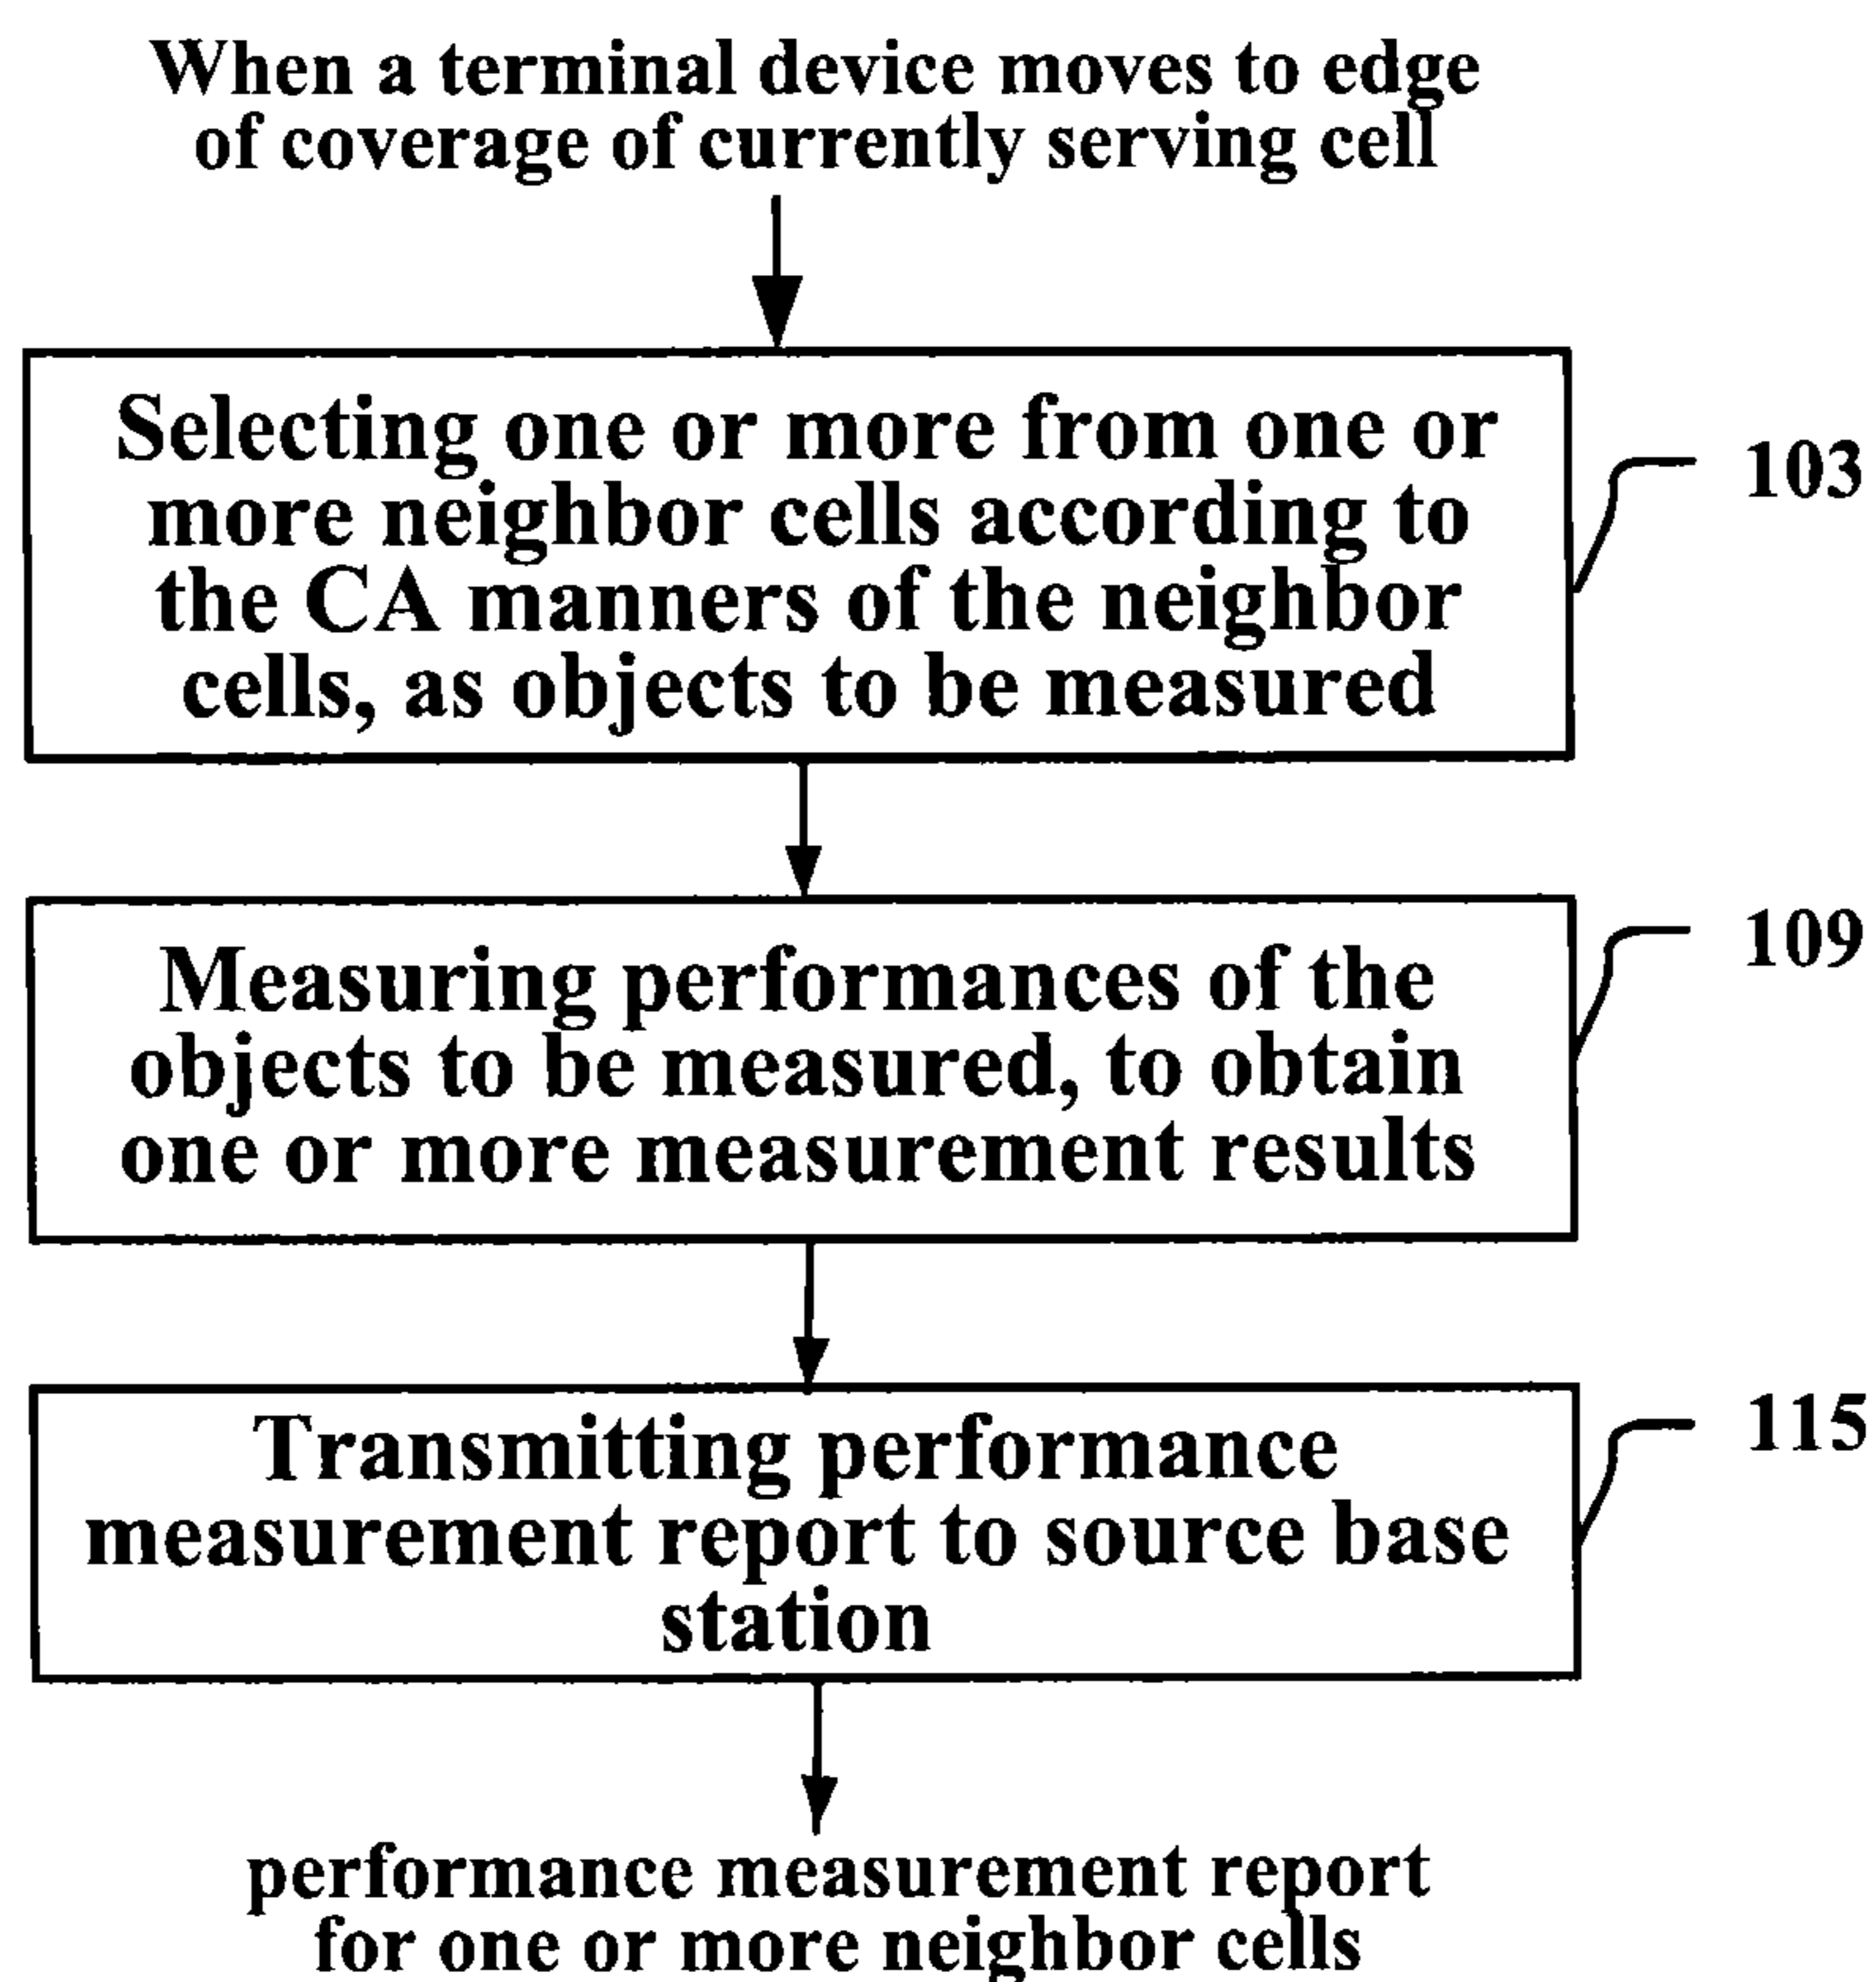 When a terminal device moves to edge
of coverage of currently serving cell
Selecting one or more from one or
more neighbor cells according to
the CA manners of the neighbor
cells, as objects to be measured
103
Measuring performances of the
objects to be measured, to obtain
one or more measurement results
109
Transmitting performance
measurement report to source base
station
115
performance measurement report
for one or more neighbor cells